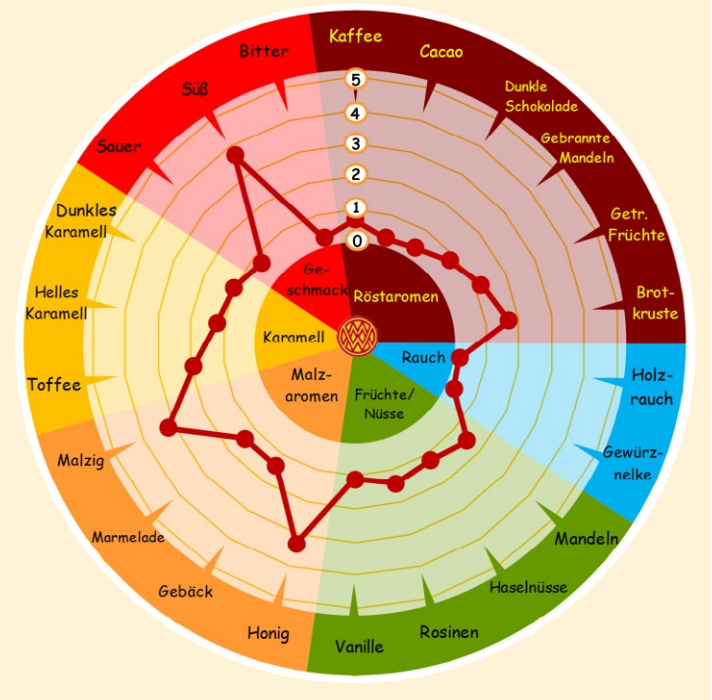 Kaffee
Cacao
Dunkle
Schokolade
Gebrannte
Mandeln
Getr.
Früchte
Brot-
kruste
Holz-
rauch
Gewürz-
nelke
Mandeln
Haselnüsse
Rosinen
Vanille
Honig
Gebäck
Marmelade
Malzig
Toffee
Helles
Karamell
Dunkles
Karamell
Sauer
Süß
Bitter
5
4
3
2
1
0
Ge-
schmack
Röstaromen
Karamell
Rauch
Malz-
aromen
Früchte/
Nüsse